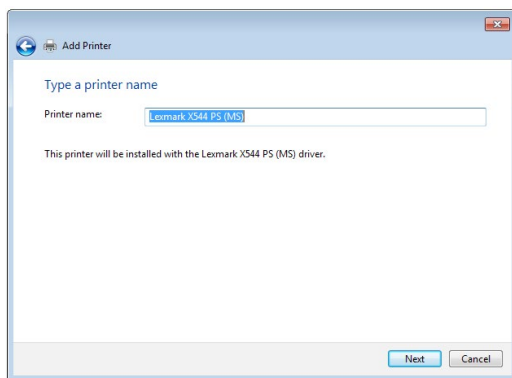 Add Printer
Type a printer name
Printer name: Lexmark X544 PS (MS)
This printer will be installed with the Lexmark X544 PS (MS) driver.
Next Cancel